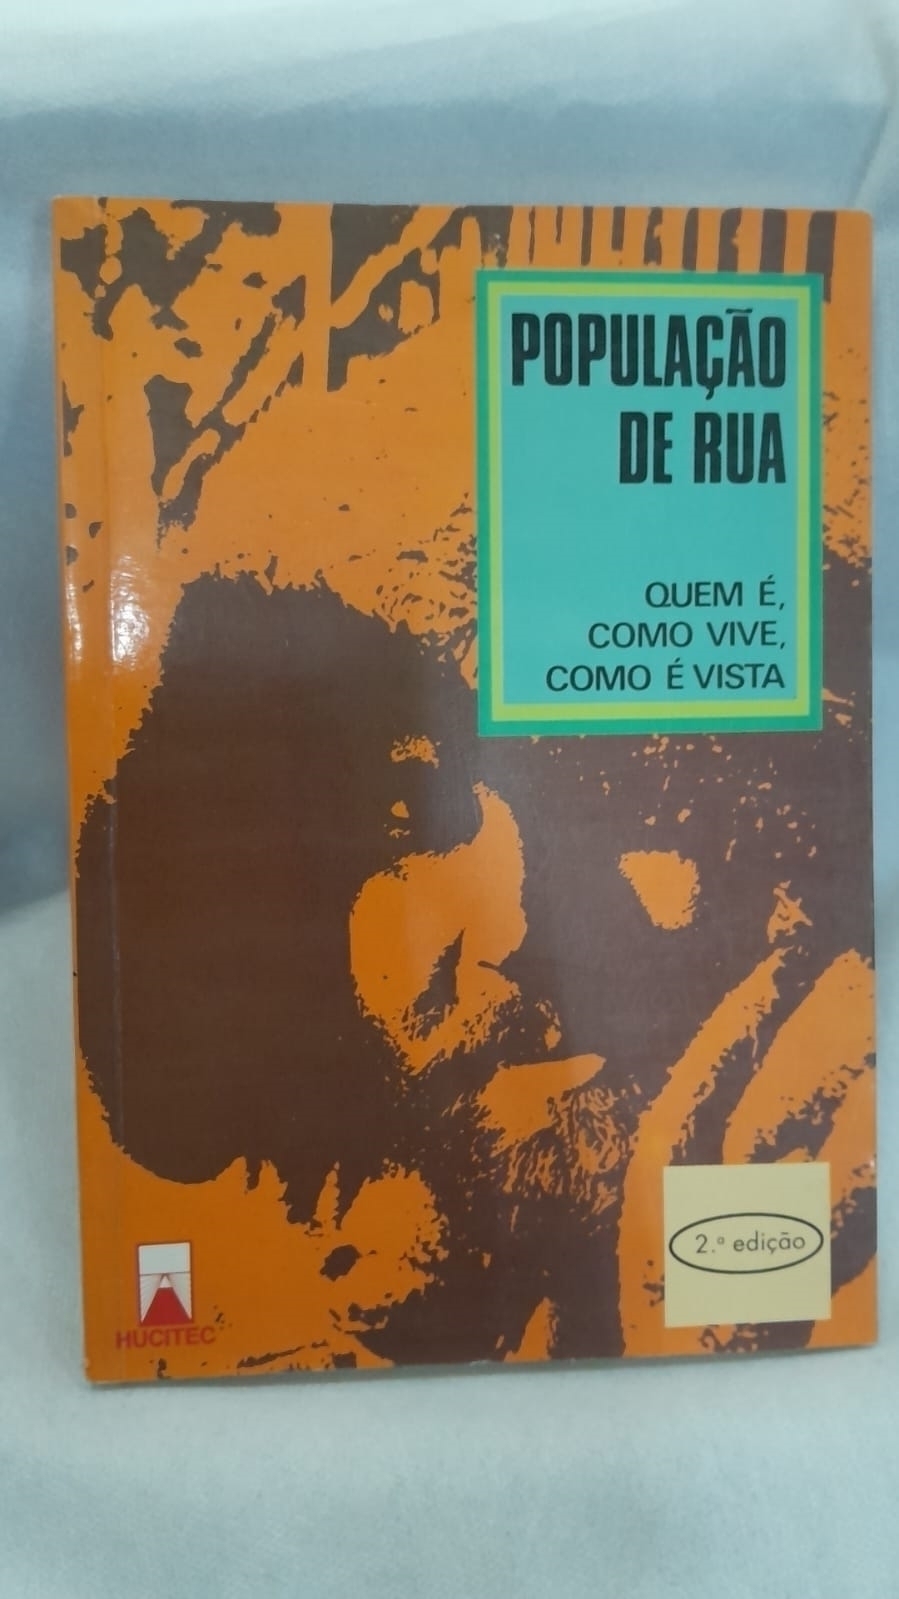 POPULAÇÃO
DE RUA
QUEM É,
COMO VIVE,
COMO É VISTA
2.ª edição
HUCITEC